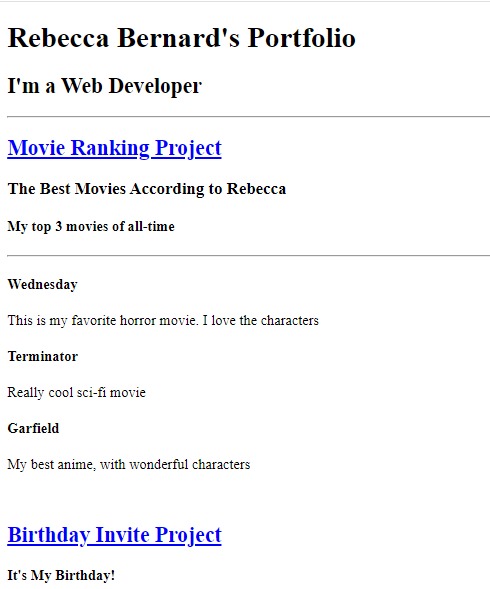 Rebecca Bernard's Portfolio
I'm a Web Developer
Movie Ranking Project
The Best Movies According to Rebecca
My top 3 movies of all-time
Wednesday
This is my favorite horror movie. I love the characters
Terminator
Really cool sci-fi movie
Garfield
My best anime, with wonderful characters
Birthday Invite Project
It's My Birthday!